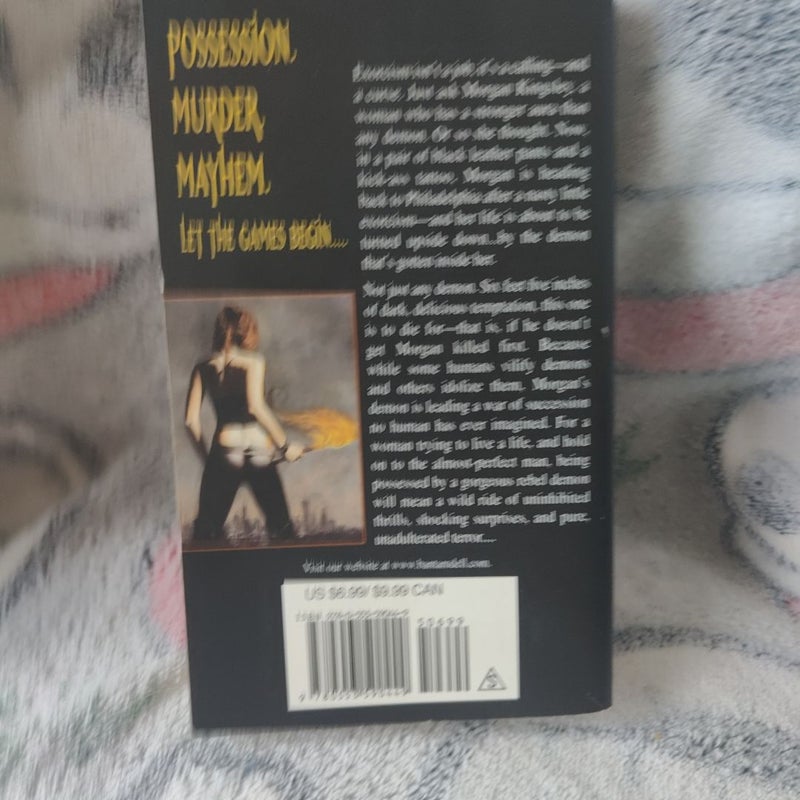 POSSESSION.
MURDER.
MAYHEM.
LET THE GAMES BEGIN....
Exorcism isn't a job, it's a calling—and
a curse. Just ask Morgan Kingsley, a
woman who has a stronger aura than
any demon. Or so she thought. Now,
in a pair of black leather pants and a
kick-ass tattoo, Morgan is heading
back to Philadelphia after a nasty little
exorcism—and her life is about to be
turned upside down...by the demon
that's gotten inside her.
Not just any demon. Six feet five inches
of dark, delicious temptation, this one
is to die for—that is, if he doesn't
get Morgan killed first. Because
while some humans vilify demons
and others idolize them, Morgan's
demon is leading a war of succession
no human has ever imagined. For a
woman trying to live a life, and hold
on to the almost-perfect man, being
possessed by a gorgeous rebel demon
will mean a wild ride of uninhibited
thrills, shocking surprises, and pure,
unadulterated terror....
Visit our website at www.bantamdell.com.
US $6.99/ $9.99 CAN
50699